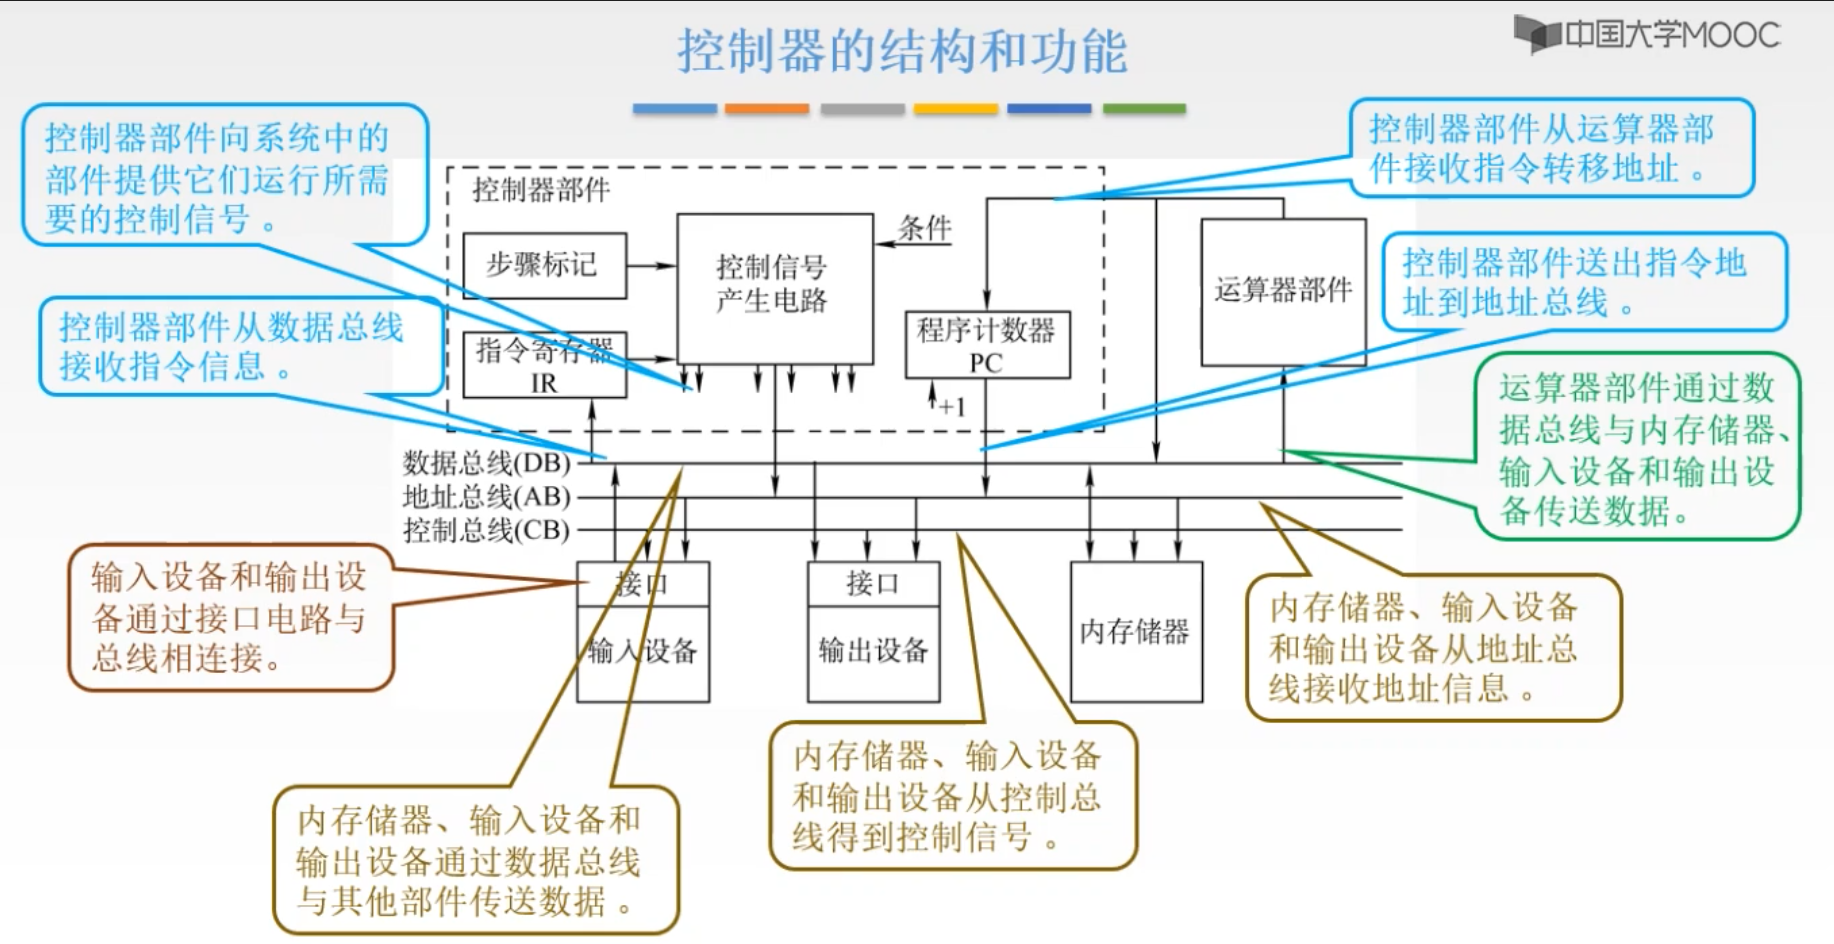 控制器的结构和功能
中国大学MOOC
控制器部件向系统中的
部件提供它们运行所需
要的控制信号。
控制器部件从运算器部
件接收指令转移地址。
控制器部件
步骤标记
控制信号
产生电路
条件
运算器部件
控制器部件送出指令地
址到地址总线。
控制器部件从数据总线
接收指令信息。
指令寄存器
IR
程序计数器
PC
+1
运算器部件通过数
据总线与内存储器、
输入设备和输出设
备传送数据。
数据总线(DB)
地址总线(AB)
控制总线(CB)
输入设备和输出设
备通过接口电路与
总线相连接。
接口
输入设备
接口
输出设备
内存储器
内存储器、输入设备
和输出设备从地址总
线接收地址信息。
内存储器、输入设备
和输出设备从控制总
线得到控制信号。
内存储器、输入设备和
输出设备通过数据总线
与其他部件传送数据。